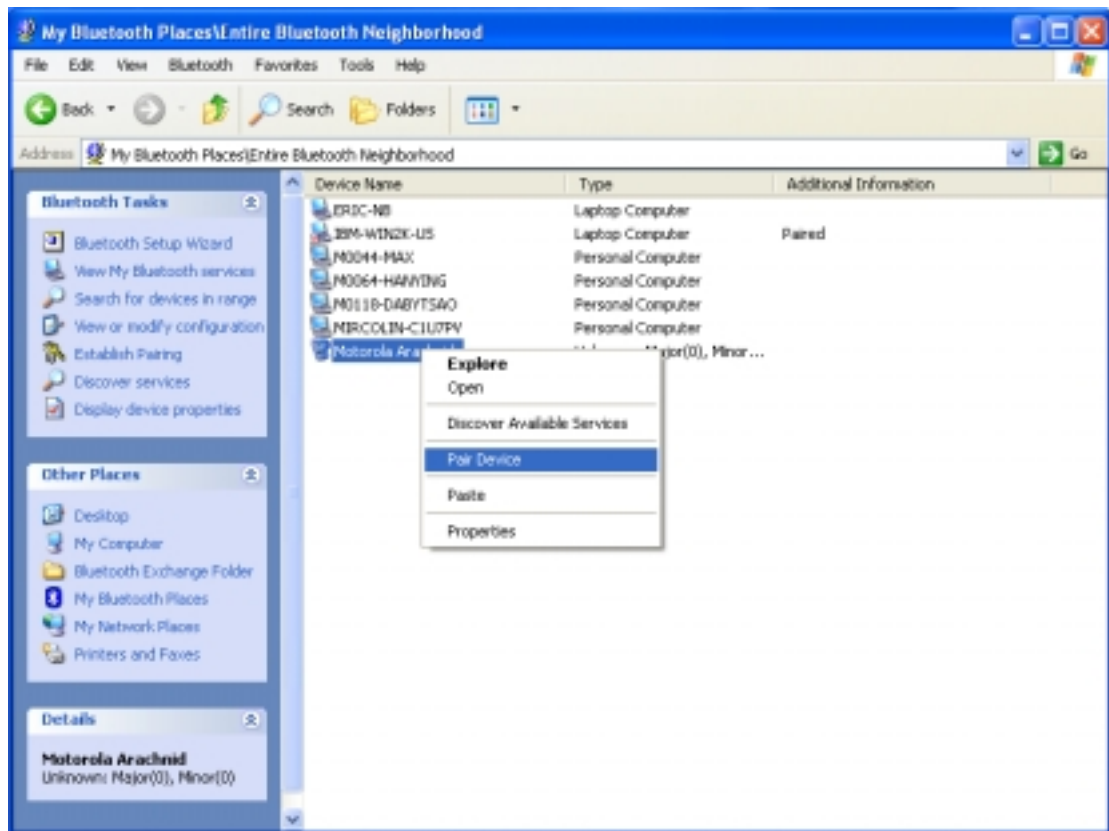 My Bluetooth Places\Entire Bluetooth Neighborhood
File Edit View Bluetooth Favorites Tools Help
Back Search Folders
Address My Bluetooth Places\Entire Bluetooth Neighborhood Go
Bluetooth Tasks
Bluetooth Setup Wizard
View My Bluetooth services
Search for devices in range
View or modify configuration
Establish Pairing
Discover services
Display device properties
Other Places
Desktop
My Computer
Bluetooth Exchange Folder
My Bluetooth Places
My Network Places
Printers and Faxes
Details
Motorola Arachnid
Unknown: Major(0), Minor(0)
Device Name Type Additional Information
ERIC-NB Laptop Computer
IBM-WIN2K-US Laptop Computer Paired
M0044-MAX Personal Computer
M0064-HANYING Personal Computer
M0118-DABYTSAO Personal Computer
MIRCOLIN-C1U7PV Personal Computer
Motorola Minor...
Explore
Open
Discover Available Services
Pair Device
Paste
Properties